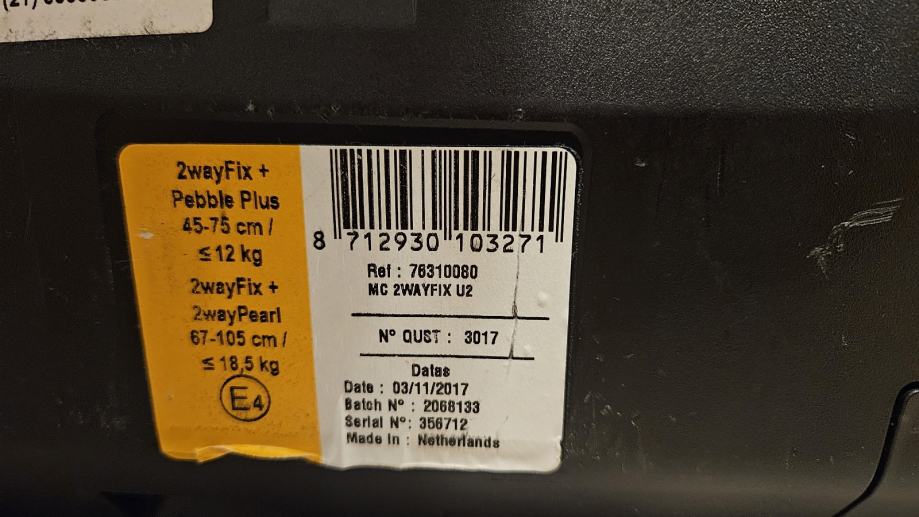 2wayFix +
Pebble Plus
45-75 cm /
≤ 12 kg
2wayFix +
2wayPearl
67-105 cm /
≤ 18,5 kg
E4
8 712930 103271
Ref : 76310080
MC 2WAYFIX U2
N° QUST : 3017
Datas
Date : 03/11/2017
Batch N° : 2068133
Serial N°: 356712
Made In : Netherlands